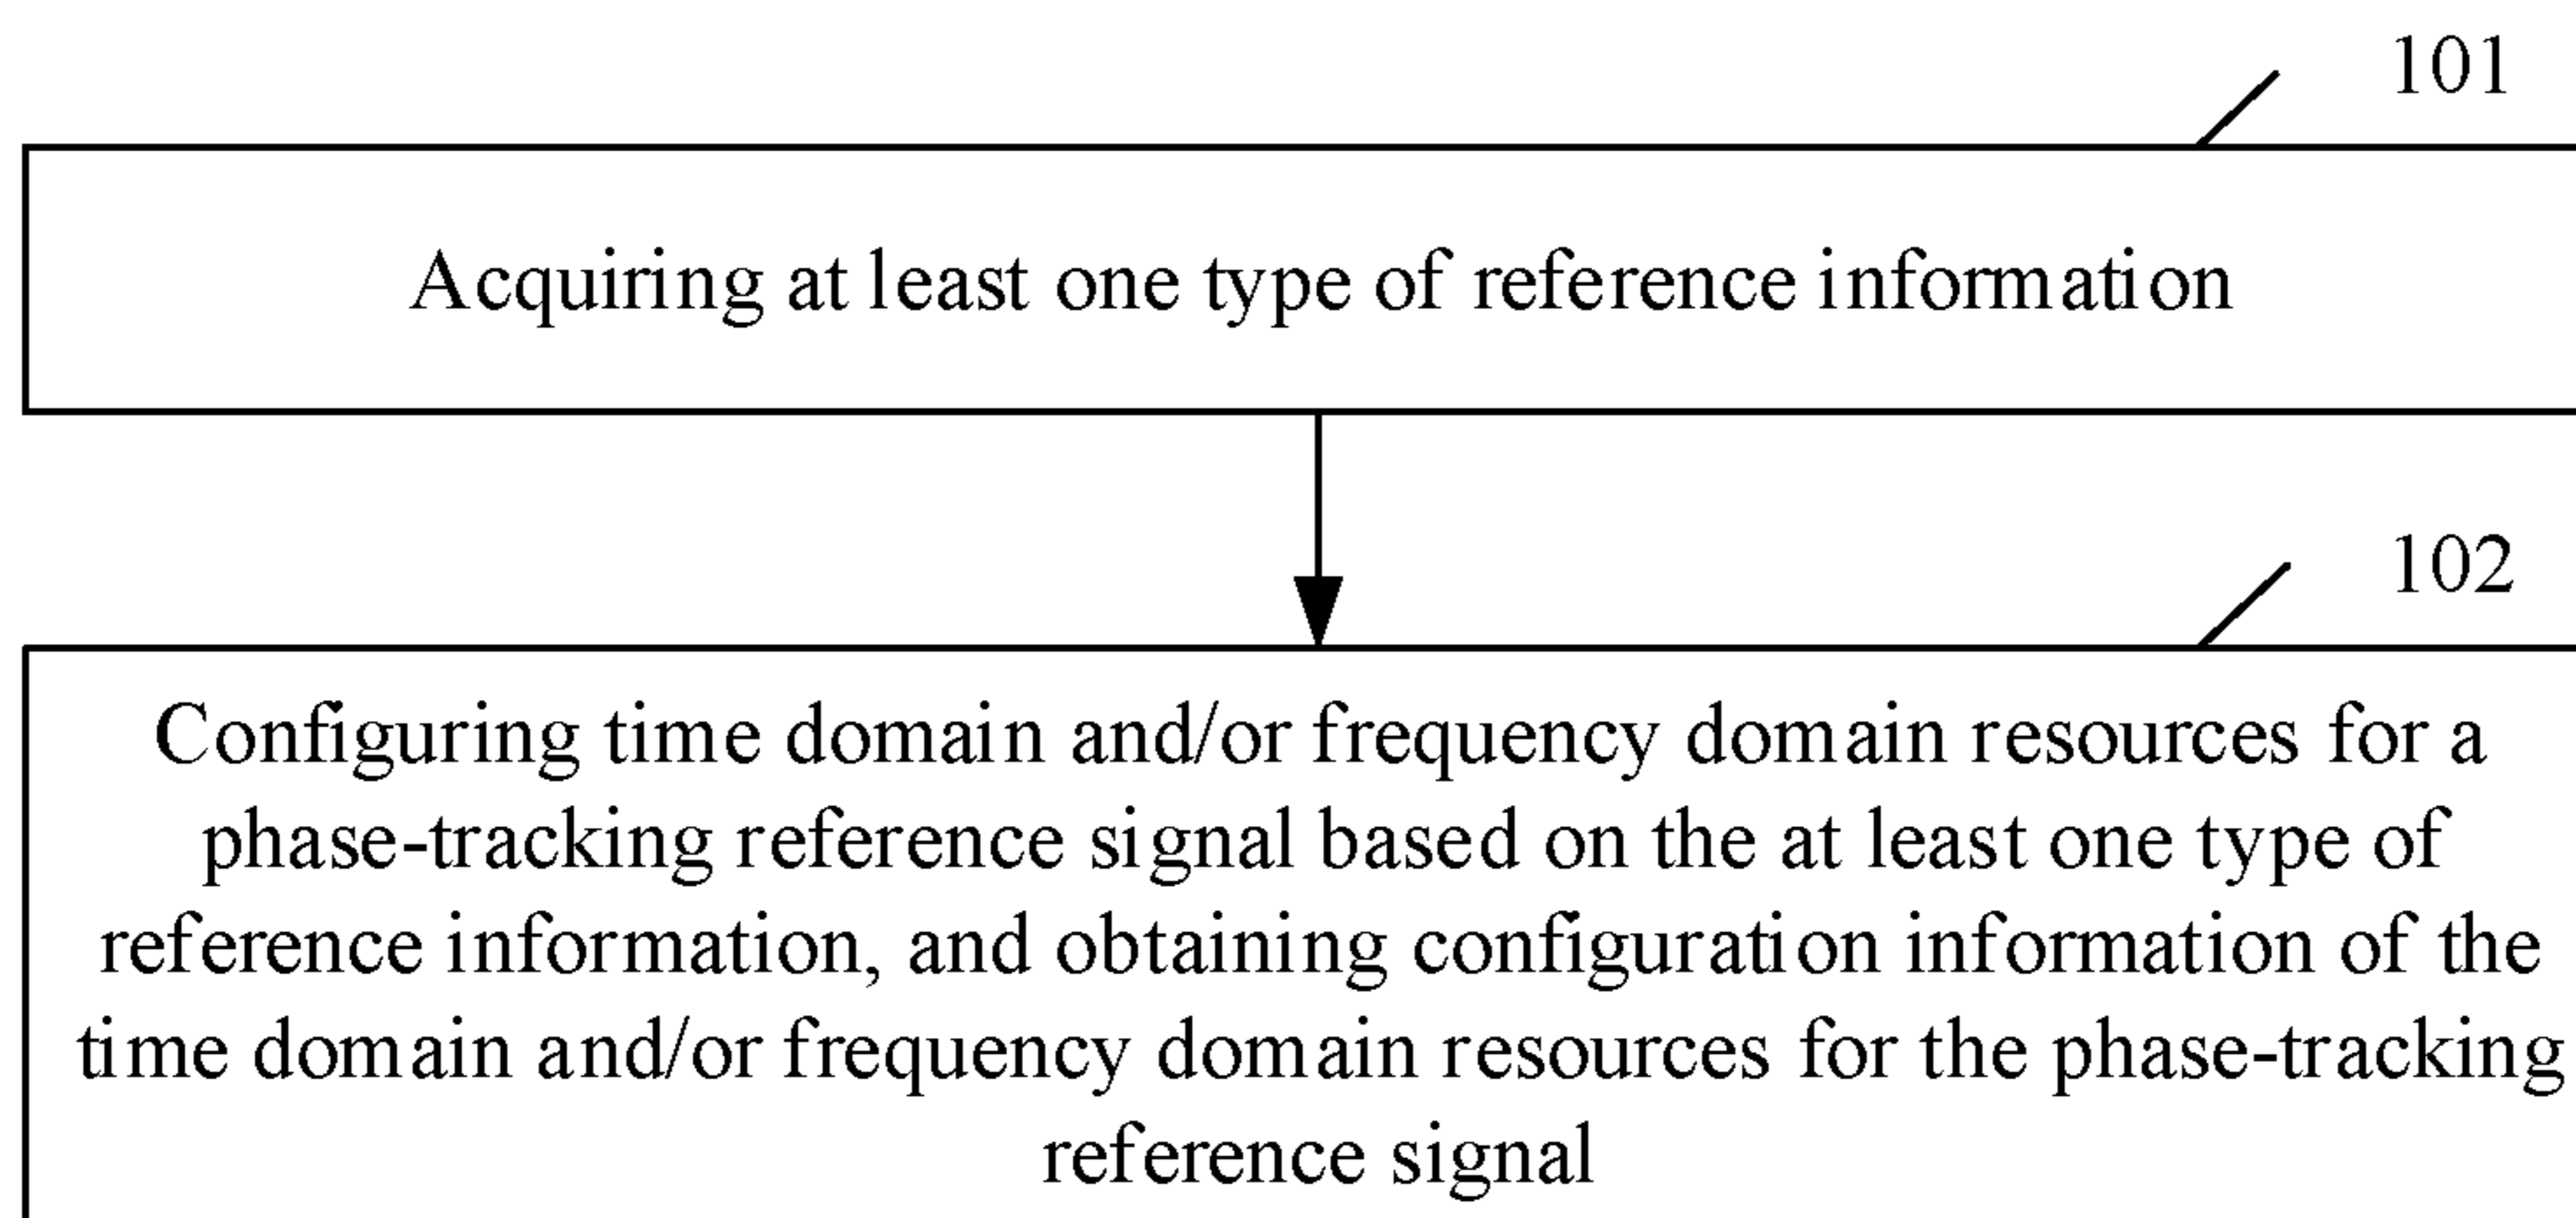 101
Acquiring at least one type of reference information
102
Configuring time domain and/or frequency domain resources for a
phase-tracking reference signal based on the at least one type of
reference information, and obtaining configuration information of the
time domain and/or frequency domain resources for the phase-tracking
reference signal